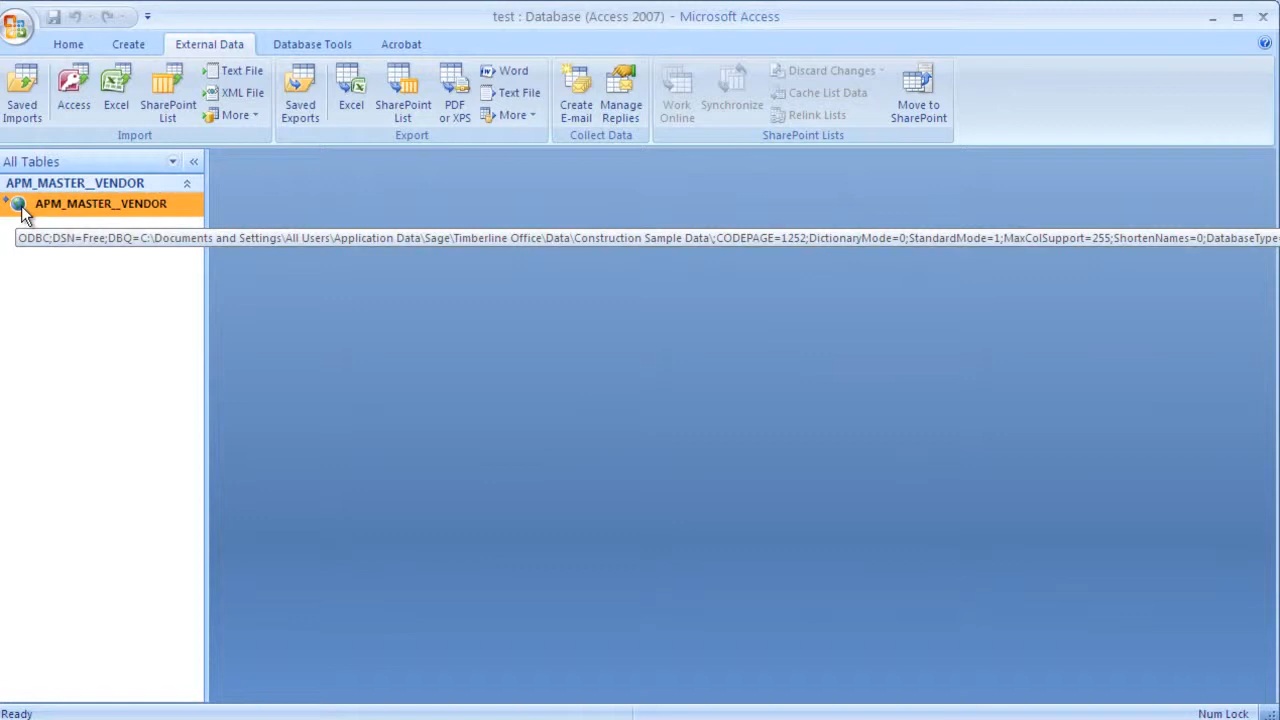 test : Database (Access 2007) - Microsoft Access
Home Create External Data Database Tools Acrobat
Saved Imports
Access
Excel
SharePoint List
Text File
XML File
More
Import
Saved Exports
Excel
SharePoint List
PDF or XPS
Word
Text File
More
Export
Create E-mail
Manage Replies
Collect Data
Work Online
Synchronize
Discard Changes
Cache List Data
Relink Lists
Move to SharePoint
SharePoint Lists
All Tables
APM_MASTER__VENDOR
APM_MASTER__VENDOR
ODBC;DSN=Free;DBQ=C:\Documents and Settings\All Users\Application Data\Sage\Timberline Office\Data\Construction Sample Data\;CODEPAGE=1252;DictionaryMode=0;StandardMode=1;MaxColSupport=255;ShortenNames=0;DatabaseType=
Ready
Num Lock